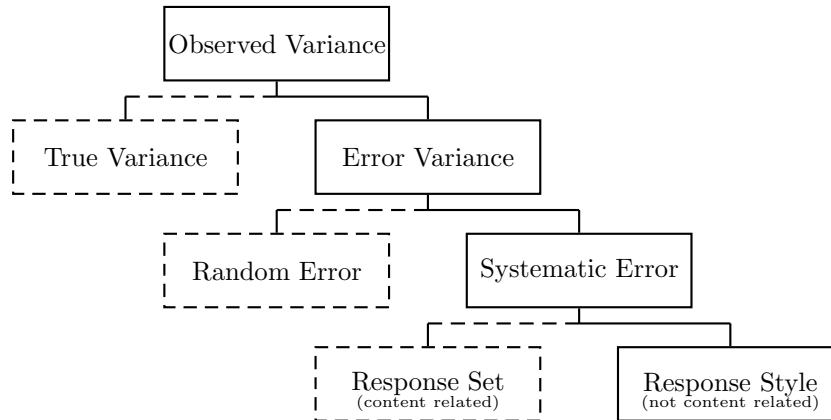 Observed Variance
True Variance
Error Variance
Random Error
Systematic Error
Response Set
(content related)
Response Style
(not content related)